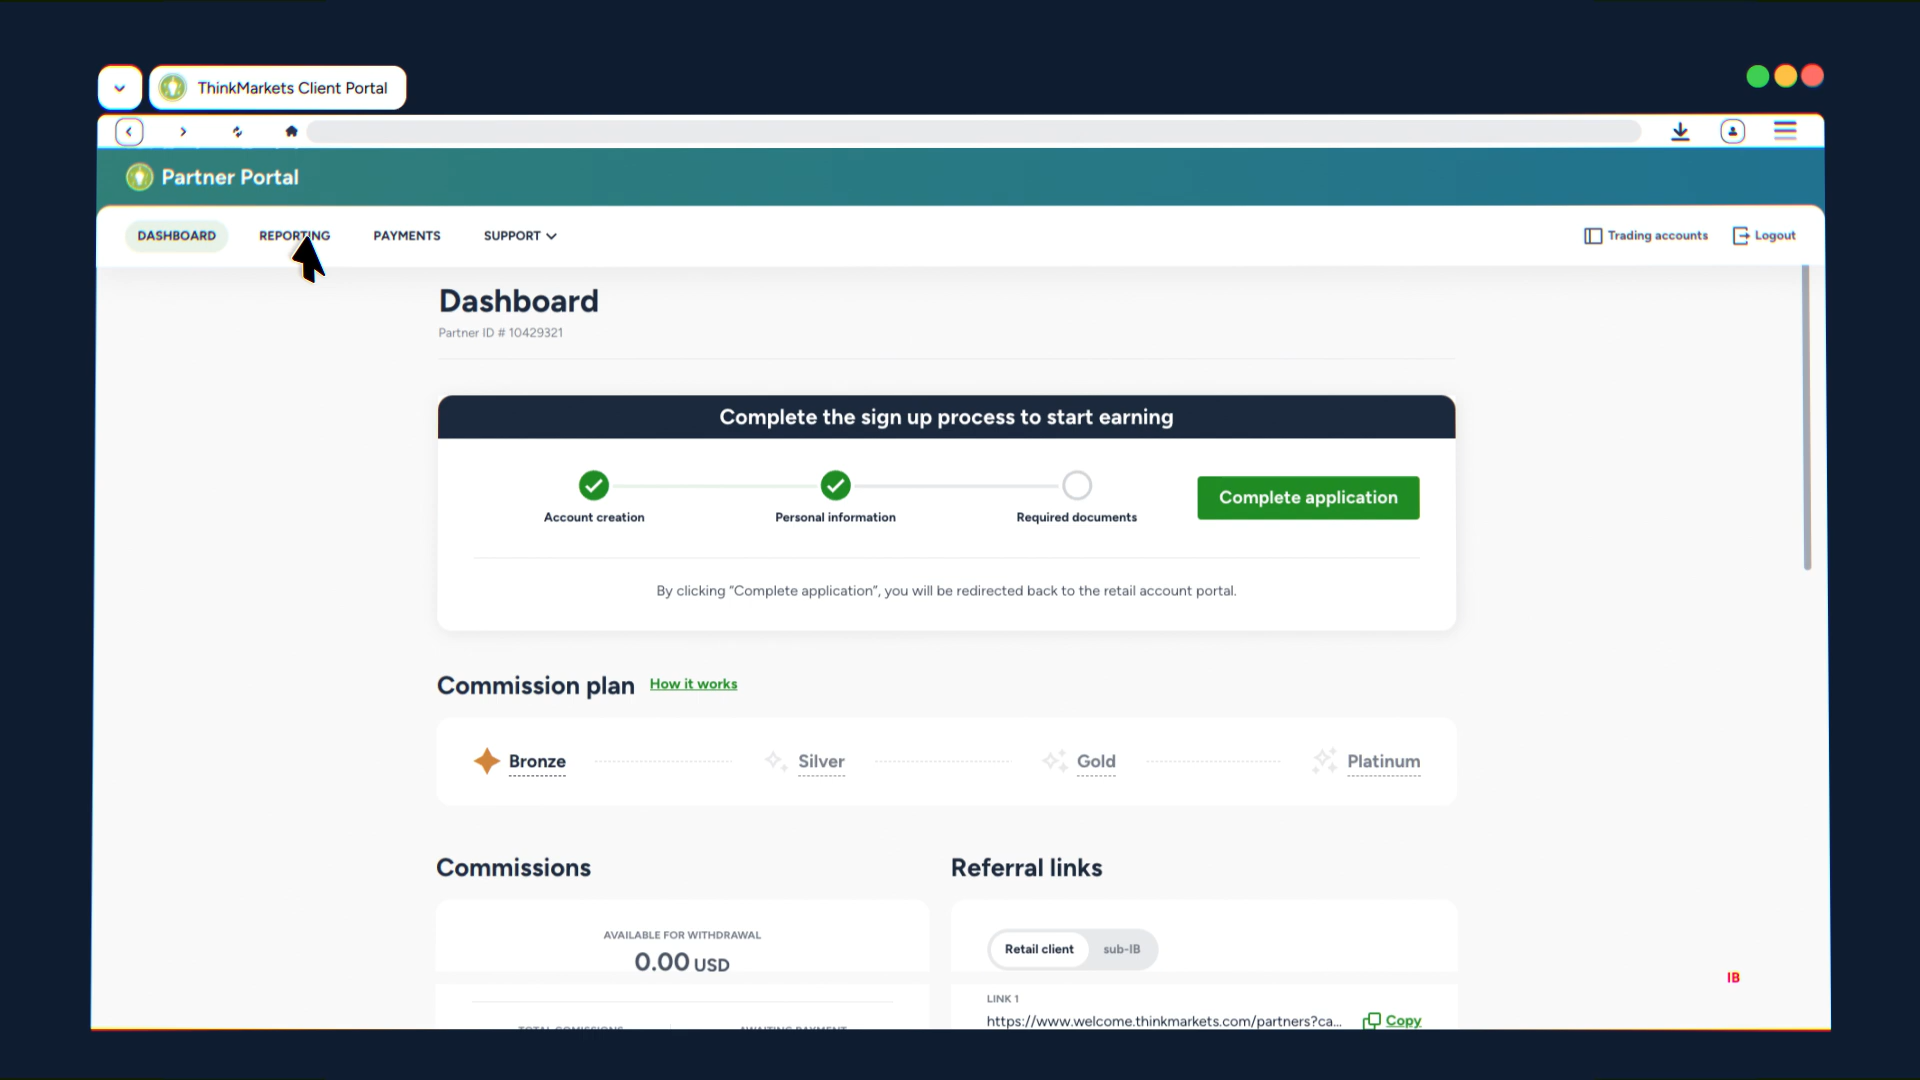 ThinkMarkets Client Portal
Partner Portal
DASHBOARD
REPORTING
PAYMENTS
SUPPORT
Trading accounts
Logout
Dashboard
Partner ID # 10429321
Complete the sign up process to start earning
Account creation
Personal information
Required documents
Complete application
By clicking “Complete application”, you will be redirected back to the retail account portal.
Commission plan
How it works
Bronze
Silver
Gold
Platinum
Commissions
AVAILABLE FOR WITHDRAWAL
0.00 USD
Referral links
Retail client
sub-IB
LINK 1
https://www.welcome.thinkmarkets.com/partners?ca...
Copy
IB